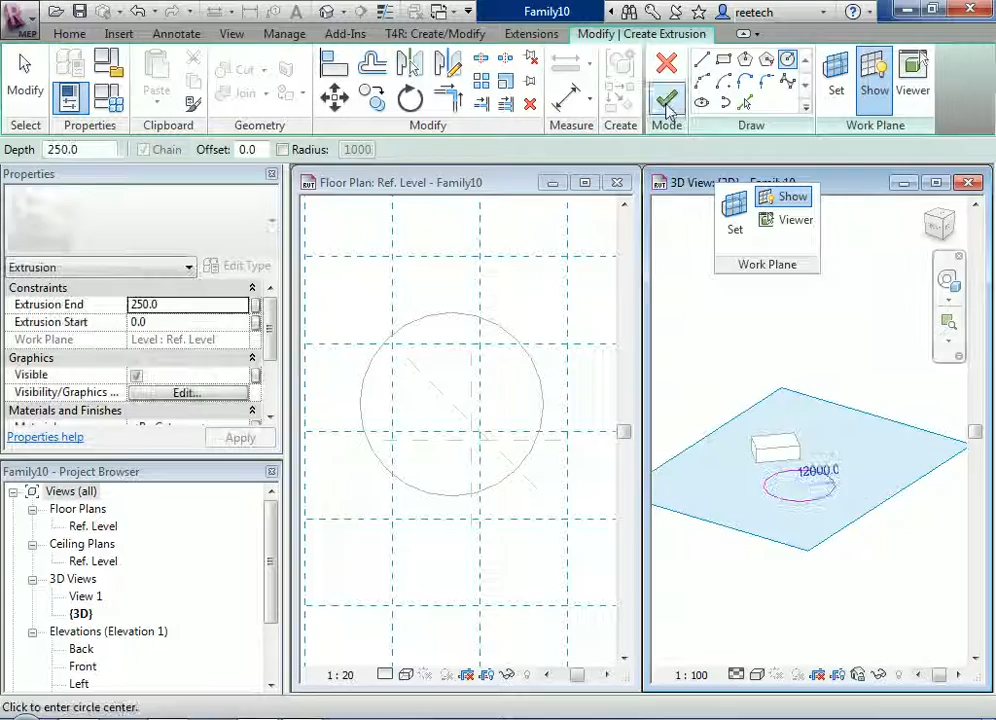 Family10
reetech
MEP
Home Insert Annotate View Manage Add-Ins T4R: Create/Modify Extensions Modify | Create Extrusion
Modify
Paste
Cut
Join
Set Show Viewer
Select Properties Clipboard Geometry Modify Measure Create Mode Draw Work Plane
Depth 250.0 Chain Offset: 0.0 Radius: 1000
Properties
Extrusion
Edit Type
Constraints
Extrusion End 250.0
Extrusion Start 0.0
Work Plane Level : Ref. Level
Graphics
Visible
Visibility/Graphics ... Edit...
Materials and Finishes
Properties help
Apply
Family10 - Project Browser
Views (all)
Floor Plans
Ref. Level
Ceiling Plans
Ref. Level
3D Views
View 1
{3D}
Elevations (Elevation 1)
Back
Front
Left
Floor Plan: Ref. Level - Family10
1 : 20
3D View: {3D} - Family10
Set
Show
Viewer
Work Plane
12000.0
1 : 100
Click to enter circle center.